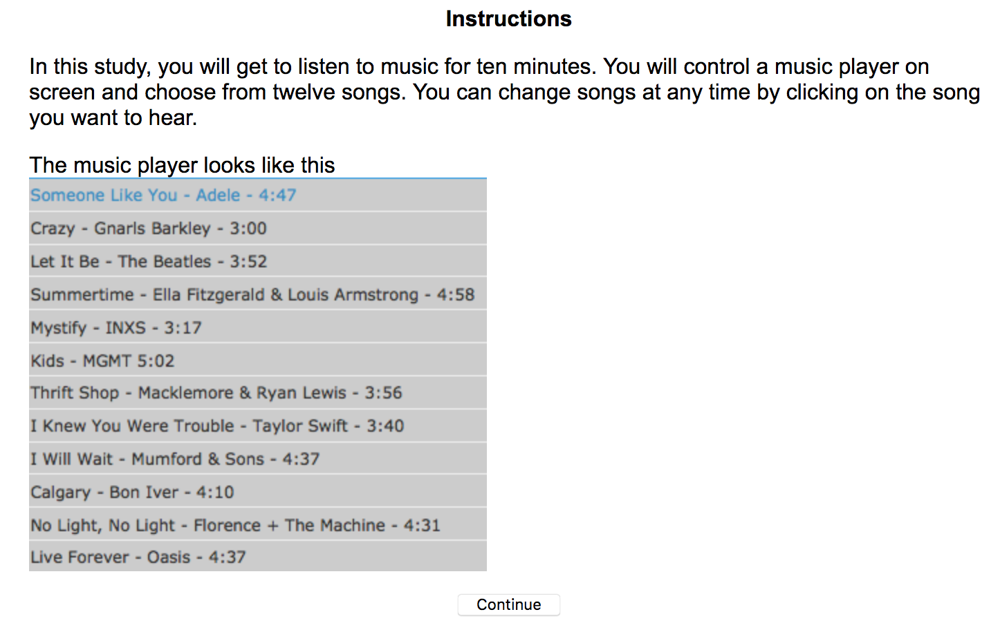 Instructions
In this study, you will get to listen to music for ten minutes. You will control a music player on
screen and choose from twelve songs. You can change songs at any time by clicking on the song
you want to hear.
The music player looks like this
Someone Like You - Adele - 4:47
Crazy - Gnarls Barkley - 3:00
Let It Be - The Beatles - 3:52
Summertime - Ella Fitzgerald & Louis Armstrong - 4:58
Mystify - INXS - 3:17
Kids - MGMT 5:02
Thrift Shop - Macklemore & Ryan Lewis - 3:56
I Knew You Were Trouble - Taylor Swift - 3:40
I Will Wait - Mumford & Sons - 4:37
Calgary - Bon Iver - 4:10
No Light, No Light - Florence + The Machine - 4:31
Live Forever - Oasis - 4:37
Continue